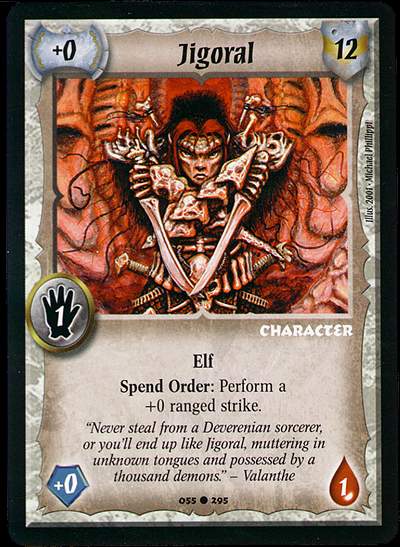 +0
Jigoral
12
Illus. 2001 • Michael Phillippi
1
CHARACTER
Elf
Spend Order: Perform a
+0 ranged strike.
“Never steal from a Deverenian sorcerer,
or you’ll end up like Jigoral, muttering in
unknown tongues and possessed by a
thousand demons.” – Valanthe
+0
1
055 ● 295